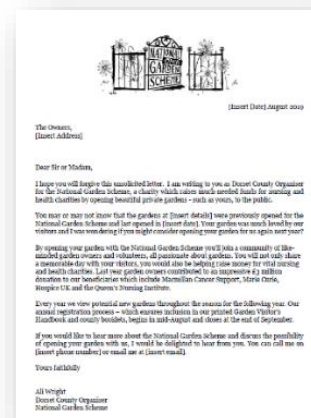 NATIONAL
GARDEN
SCHEME
[Insert Date] August 2019
The Owners,
[Insert Address]
Dear Sir or Madam,
I hope you will forgive this unsolicited letter. I am writing to you as Dorset County Organiser
for the National Garden Scheme, a charity which raises much needed funds for nursing and
health charities by opening beautiful private gardens - such as yours, to the public.
You may or may not know that the gardens at [insert details] were previously opened for the
National Garden Scheme and last opened in [insert date]. Your garden was much loved by our
visitors and I was wondering if you might consider opening your garden for us again next year?
By opening your garden with the National Garden Scheme you'll join a community of like-
minded garden owners and volunteers, all passionate about gardens. You will not only share
a memorable day with your visitors, you would also be helping raise money for vital nursing
and health charities. Last year garden owners contributed to an impressive £3 million
donation to our beneficiaries which include Macmillan Cancer Support, Marie Curie,
Hospice UK and the Queen's Nursing Institute.
Every year we view potential new gardens throughout the season for the following year. Our
annual registration process – which ensures inclusion in our printed Garden Visitor's
Handbook and county booklets, begins in mid-August and closes at the end of September.
If you would like to hear more about the National Garden Scheme and discuss the possibility
of opening your garden with us, I would be delighted to hear from you. You can call me on
[insert phone number] or email me at [insert email].
Yours faithfully
Ali Wright
Dorset County Organiser
National Garden Scheme